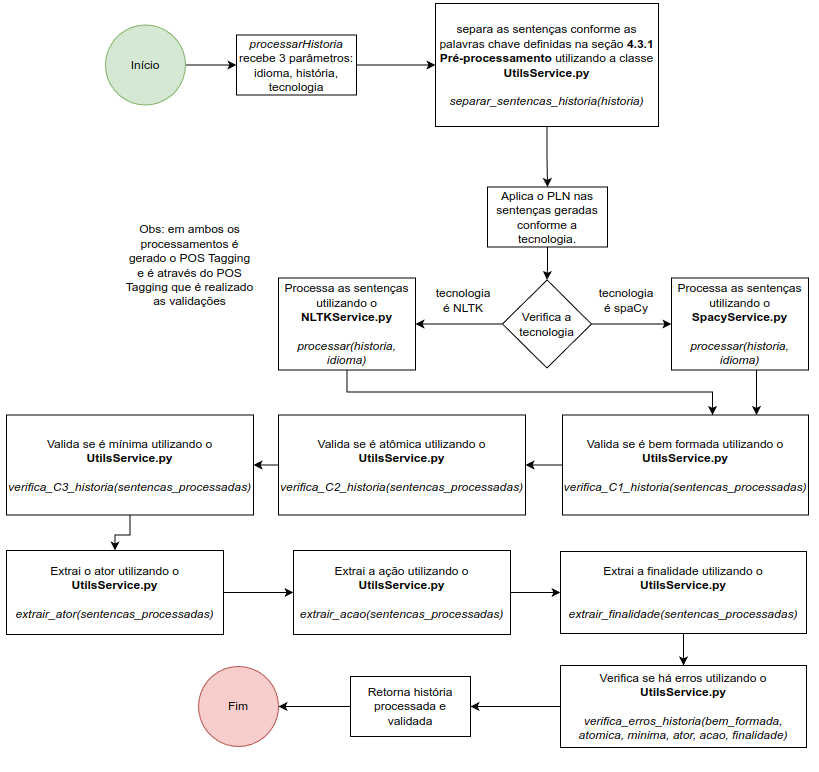 Início
processarHistoria
recebe 3 parâmetros:
idioma, história,
tecnologia
separa as sentenças conforme as
palavras chave definidas na seção 4.3.1
Pré-processamento utilizando a classe
UtilsService.py
separar_sentencas_historia(historia)
Aplica o PLN nas
sentenças geradas
conforme a
tecnologia.
Obs: em ambos os
processamentos é
gerado o POS Tagging
e é através do POS
Tagging que é realizado
as validações
Processa as sentenças
utilizando o
NLTKService.py
processar(historia,
idioma)
tecnologia
é NLTK
Verifica a
tecnologia
tecnologia
é spaCy
Processa as sentenças
utilizando o
SpacyService.py
processar(historia,
idioma)
Valida se é bem formada utilizando o
UtilsService.py
verifica_C1_historia(sentencas_processadas)
Valida se é atômica utilizando o
UtilsService.py
verifica_C2_historia(sentencas_processadas)
Valida se é mínima utilizando o
UtilsService.py
verifica_C3_historia(sentencas_processadas)
Extrai o ator utilizando o
UtilsService.py
extrair_ator(sentencas_processadas)
Extrai a ação utilizando o
UtilsService.py
extrair_acao(sentencas_processadas)
Extrai a finalidade utilizando o
UtilsService.py
extrair_finalidade(sentencas_processadas)
Verifica se há erros utilizando o
UtilsService.py
verifica_erros_historia(bem_formada,
atomica, minima, ator, acao, finalidade)
Retorna história
processada e
validada
Fim